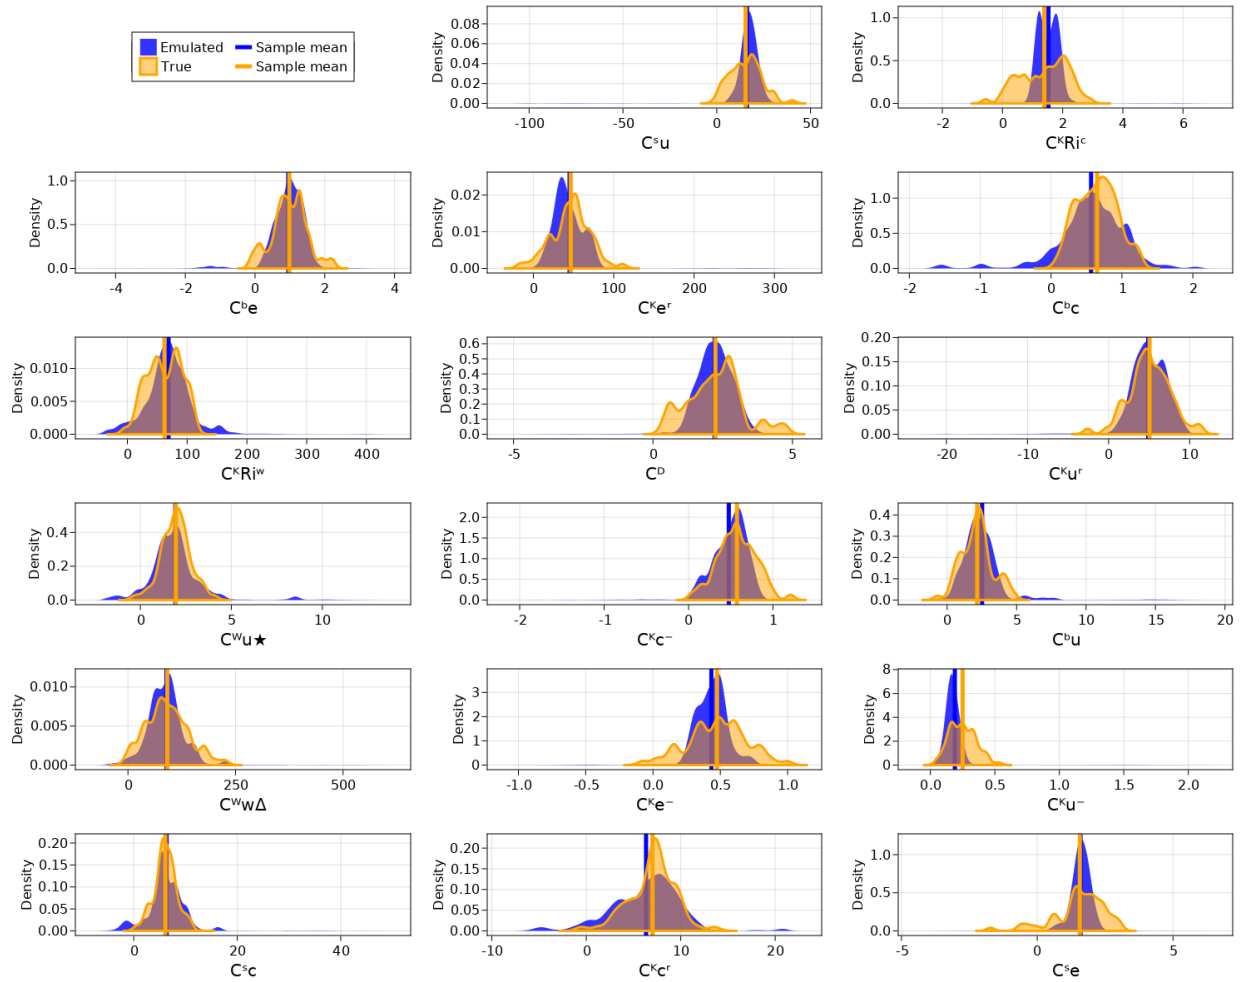 Emulated Sample mean
True Sample mean
Density
0.00 0.02 0.04 0.06 0.08
-100 -50 0 50
Cˢu
Density
0.0 0.5 1.0
-2 0 2 4 6
CᴷRiᶜ
Density
0.0 0.5 1.0
-4 -2 0 2 4
Cᵇe
Density
0.00 0.01 0.02
0 100 200 300
Cᴷeʳ
Density
0.0 0.5 1.0
-2 -1 0 1 2
Cᵇc
Density
0.000 0.005 0.010
0 100 200 300 400
CᴷRiʷ
Density
0.0 0.1 0.2 0.3 0.4 0.5 0.6
-5 0 5
Cᴰ
Density
0.00 0.05 0.10 0.15 0.20
-20 -10 0 10
Cᴷuʳ
Density
0.0 0.2 0.4
0 5 10
Cᵂu★
Density
0.0 0.5 1.0 1.5 2.0
-2 -1 0 1
Cᴷc⁻
Density
0.0 0.1 0.2 0.3 0.4
0 5 10 15 20
Cᵇu
Density
0.000 0.005 0.010
0 250 500
CᵂwΔ
Density
0 1 2 3
-1.0 -0.5 0.0 0.5 1.0
Cᴷe⁻
Density
0 2 4 6 8
0.0 0.5 1.0 1.5 2.0
Cᴷu⁻
Density
0.00 0.05 0.10 0.15 0.20
0 20 40
Cˢc
Density
0.00 0.05 0.10 0.15 0.20
-10 0 10 20
Cᴷcʳ
Density
0.0 0.5 1.0
-5 0 5
Cˢe